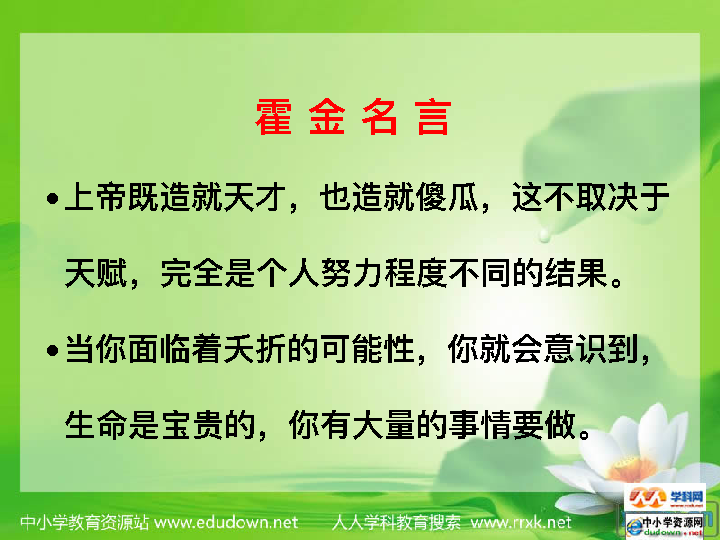 霍金名言
•上帝既造就天才，也造就傻瓜，这不取决于
天赋，完全是个人努力程度不同的结果。
•当你面临着夭折的可能性，你就会意识到，
生命是宝贵的，你有大量的事情要做。
学科网
www.rrxk.net
中小学资源网
edudown.net
中小学教育资源站 www.edudown.net 人人学科教育搜索 www.rrxk.net